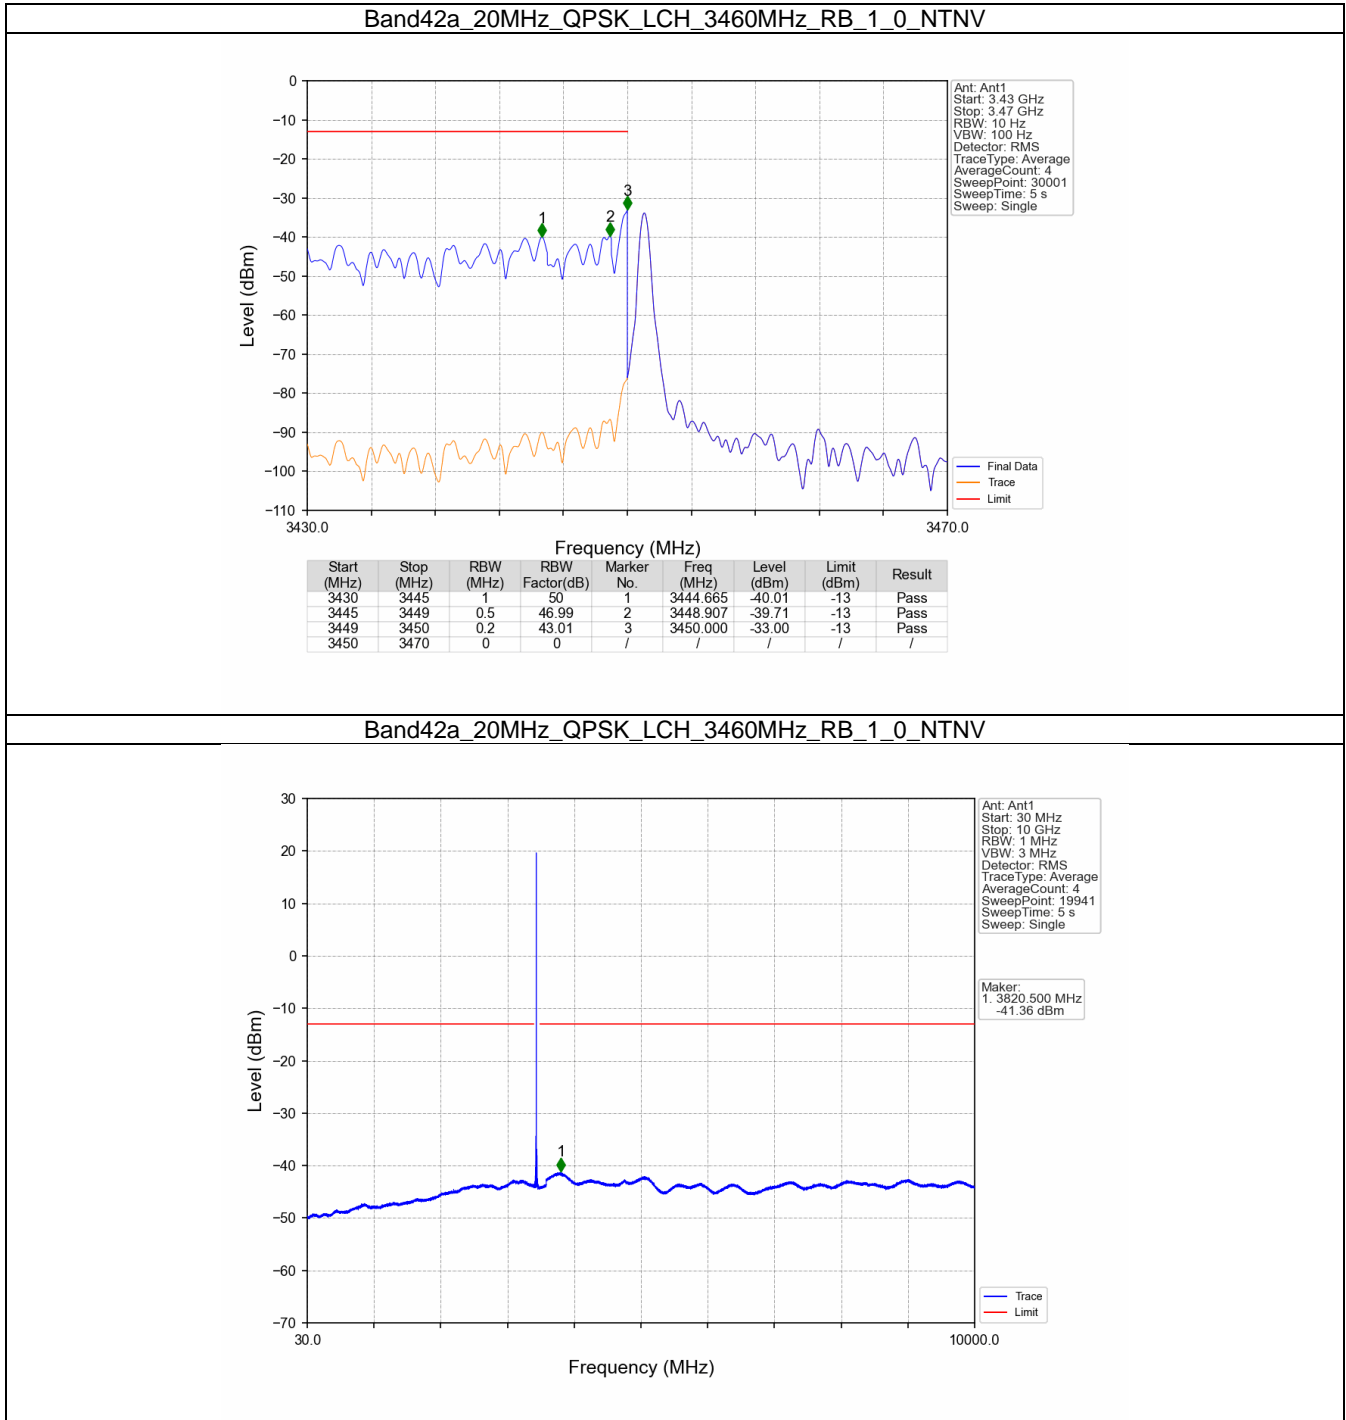 Band42a_20MHz_QPSK_LCH_3460MHz_RB_1_0_NTNV
0
−10
−20
−30
−40
−50
−60
−70
−80
−90
−100
−110
Level (dBm)
1
2
3
3430.0
3470.0
Frequency (MHz)
Ant: Ant1
Start: 3.43 GHz
Stop: 3.47 GHz
RBW: 10 Hz
VBW: 100 Hz
Detector: RMS
TraceType: Average
AverageCount: 4
SweepPoint: 30001
SweepTime: 5 s
Sweep: Single
Final Data
Trace
Limit
Start (MHz) Stop (MHz) RBW (MHz) RBW Factor(dB) Marker No. Freq (MHz) Level (dBm) Limit (dBm) Result
3430 3445 1 50 1 3444.665 -40.01 -13 Pass
3445 3449 0.5 46.99 2 3448.907 -39.71 -13 Pass
3449 3450 0.2 43.01 3 3450.000 -33.00 -13 Pass
3450 3470 0 0 / / / / /
Band42a_20MHz_QPSK_LCH_3460MHz_RB_1_0_NTNV
30
20
10
0
−10
−20
−30
−40
−50
−60
−70
Level (dBm)
1
30.0
10000.0
Frequency (MHz)
Ant: Ant1
Start: 30 MHz
Stop: 10 GHz
RBW: 1 MHz
VBW: 3 MHz
Detector: RMS
TraceType: Average
AverageCount: 4
SweepPoint: 19941
SweepTime: 5 s
Sweep: Single
Maker:
1. 3820.500 MHz
-41.36 dBm
Trace
Limit